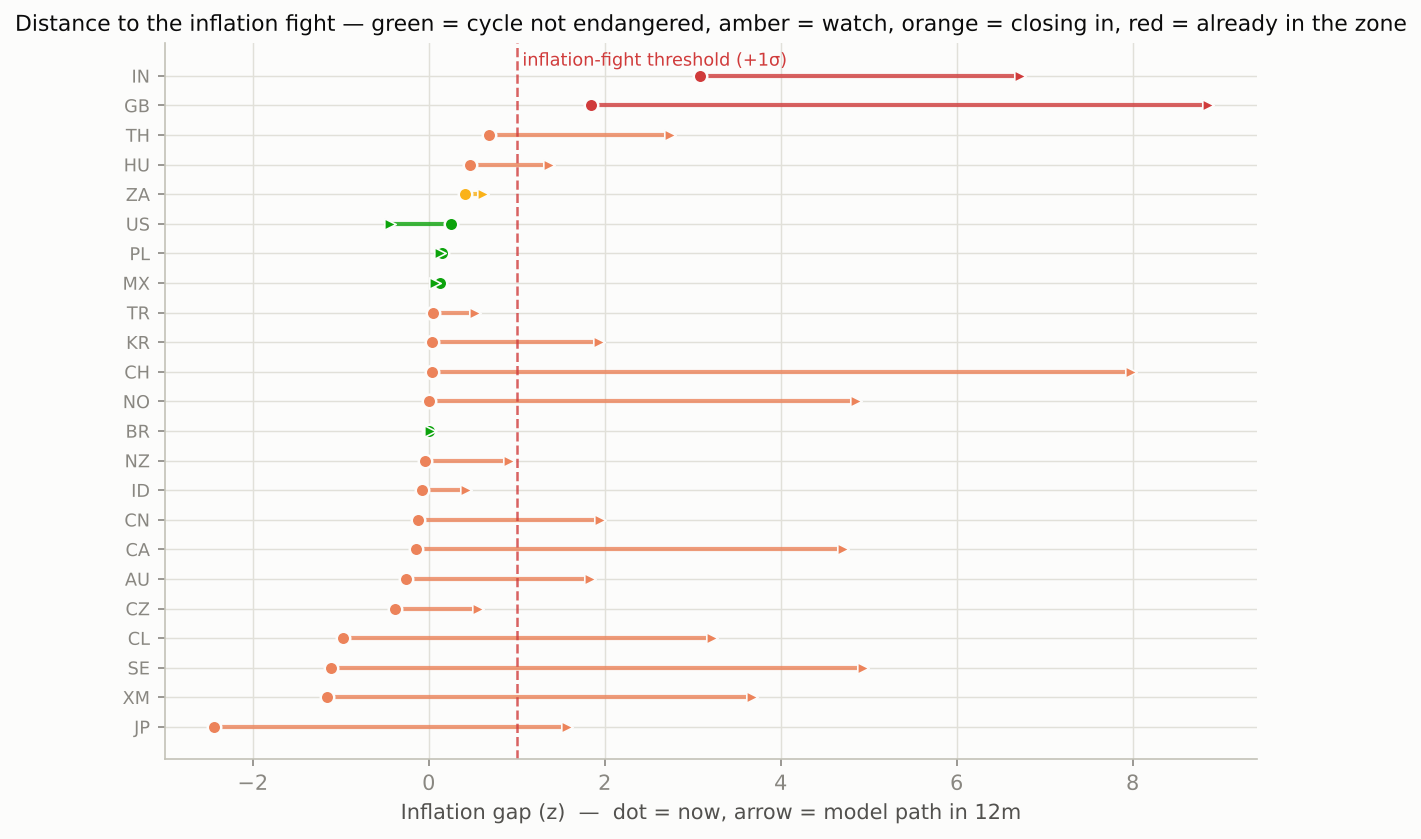 Distance to the inflation fight — green = cycle not endangered, amber = watch, orange = closing in, red = already in the zone
inflation-fight threshold (+1σ)
IN
GB
TH
HU
ZA
US
PL
MX
TR
KR
CH
NO
BR
NZ
ID
CN
CA
AU
CZ
CL
SE
XM
JP
−2 0 2 4 6 8
Inflation gap (z) — dot = now, arrow = model path in 12m